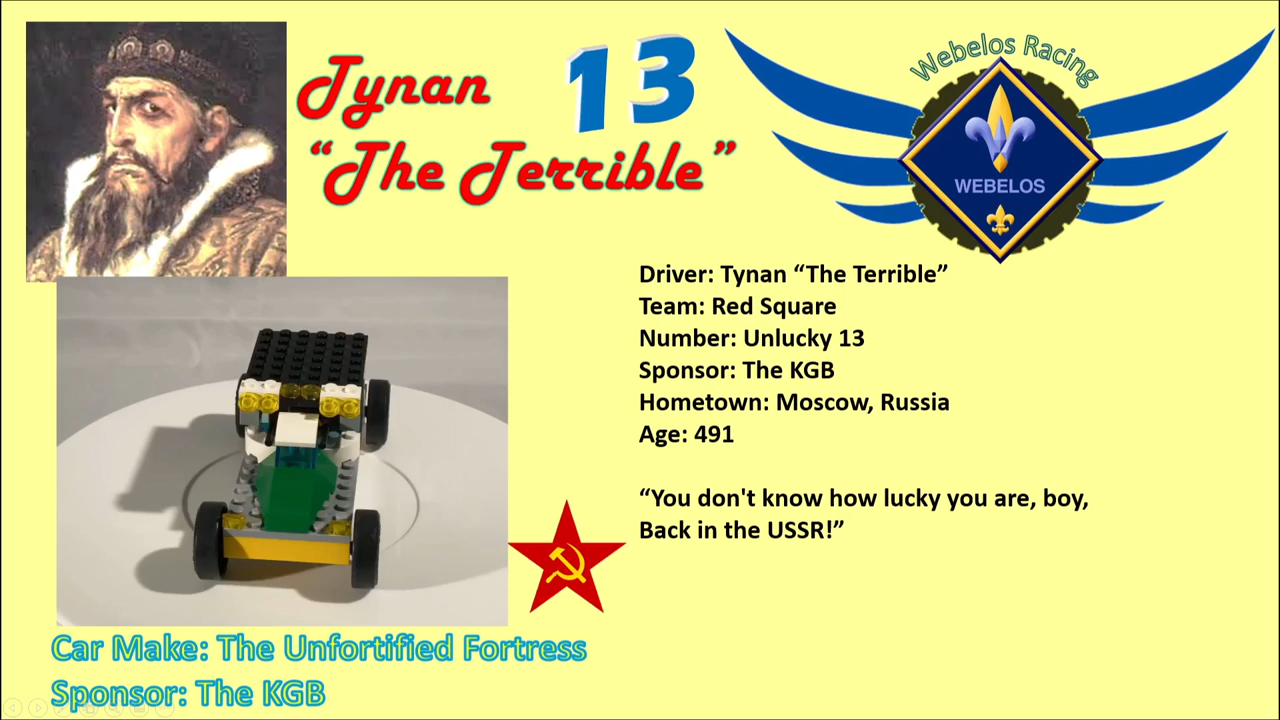 Tynan
13
“The Terrible”
Webelos Racing
WEBELOS
Driver: Tynan “The Terrible”
Team: Red Square
Number: Unlucky 13
Sponsor: The KGB
Hometown: Moscow, Russia
Age: 491
“You don't know how lucky you are, boy,
Back in the USSR!”
Car Make: The Unfortified Fortress
Sponsor: The KGB